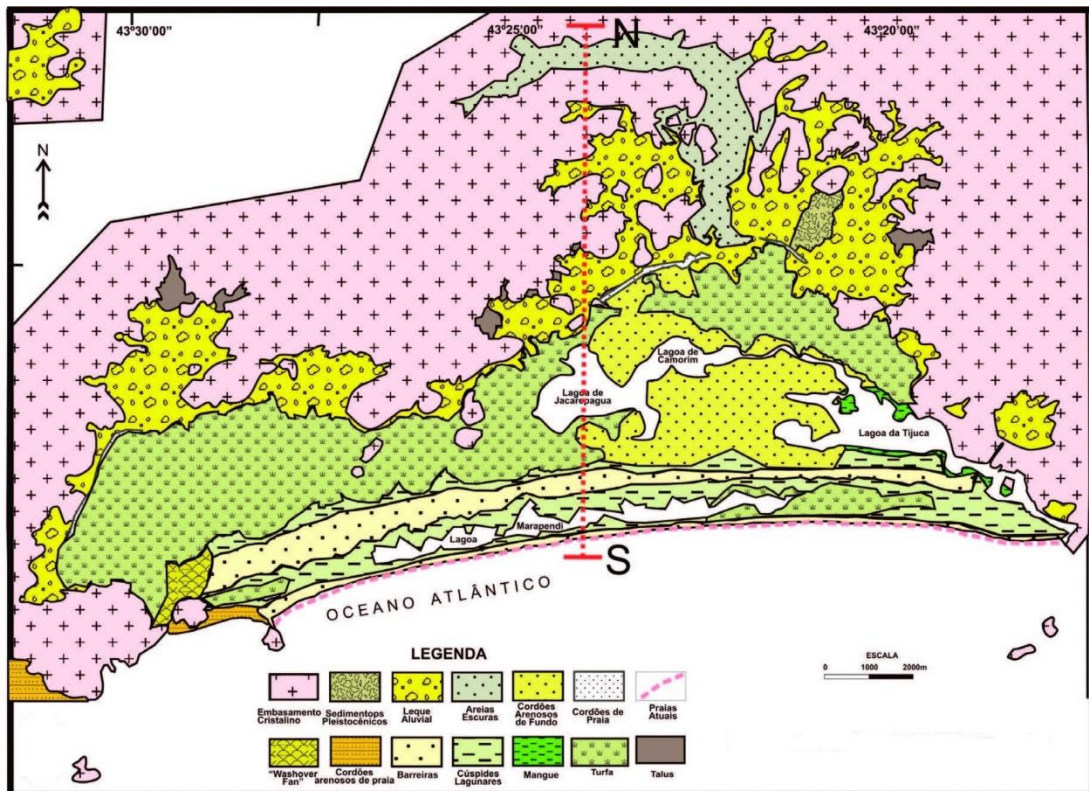 43°30'00"
43°25'00"
43°20'00"
N
N
Lagoa de
Camorim
Lagoa de
Jacarepagua
Lagoa da Tijuca
Marapendi
Lagoa
S
OCEANO ATLÂNTICO
LEGENDA
ESCALA
0 1000 2000m
Embasamento
Cristalino
Sedimentops
Pleistocênicos
Leque
Aluvial
Areias
Escuras
Cordões
Arenosos
de Fundo
Cordões de
Praia
Praias
Atuais
"Washover
Fan"
Cordões
arenosos de praia
Barreiras
Cúspides
Lagunares
Mangue
Turfa
Talus